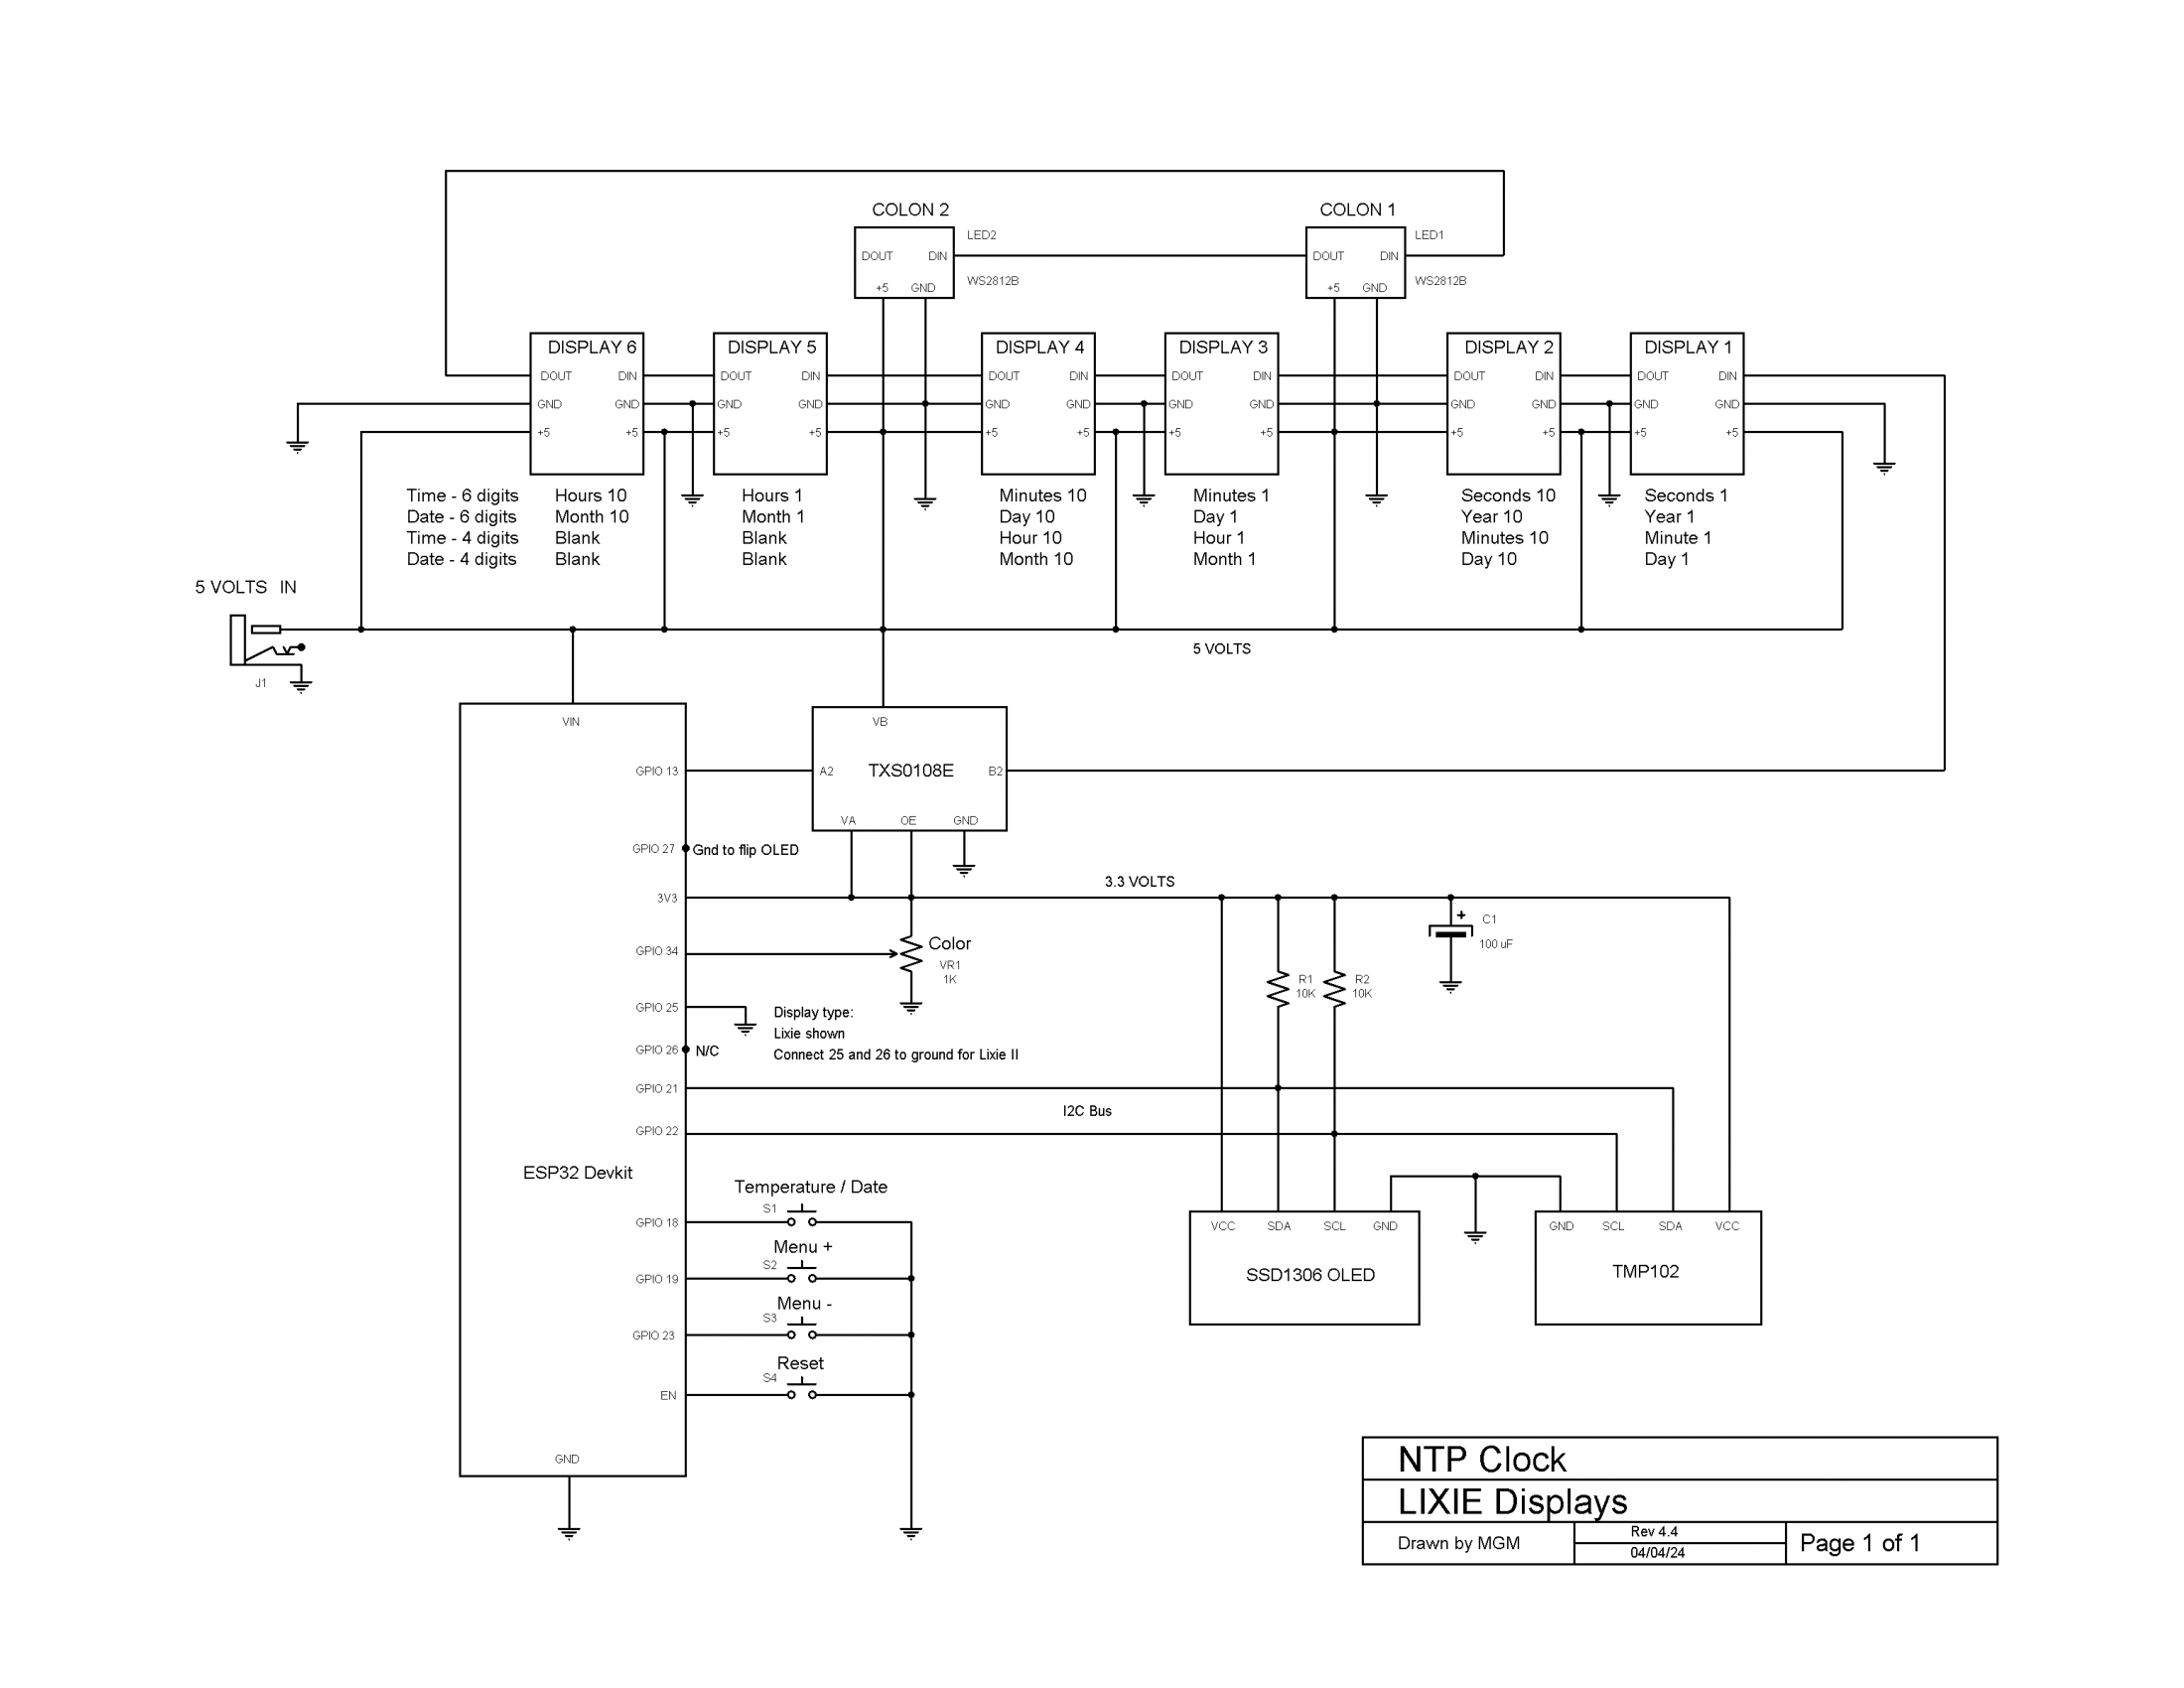 COLON 2
COLON 1
LED2
LED1
DOUT DIN
DOUT DIN
+5 GND
WS2812B
+5 GND
WS2812B
DISPLAY 6
DISPLAY 5
DISPLAY 4
DISPLAY 3
DISPLAY 2
DISPLAY 1
DOUT DIN
DOUT DIN
DOUT DIN
DOUT DIN
DOUT DIN
DOUT DIN
GND GND
GND GND
GND GND
GND GND
GND GND
GND GND
+5 +5
+5 +5
+5 +5
+5 +5
+5 +5
+5 +5
Time - 6 digits Hours 10 Hours 1 Minutes 10 Minutes 1 Seconds 10 Seconds 1
Date - 6 digits Month 10 Month 1 Day 10 Day 1 Year 10 Year 1
Time - 4 digits Blank Blank Hour 10 Hour 1 Minutes 10 Minute 1
Date - 4 digits Blank Blank Month 10 Month 1 Day 10 Day 1
5 VOLTS IN
J1
5 VOLTS
VIN
VB
GPIO 13
A2
TXS0108E
B2
VA OE GND
GPIO 27
Gnd to flip OLED
3V3
3.3 VOLTS
C1
100 uF
+
GPIO 34
Color
VR1
1K
R1
10K
R2
10K
GPIO 25
Display type:
Lixie shown
Connect 25 and 26 to ground for Lixie II
GPIO 26
N/C
GPIO 21
I2C Bus
GPIO 22
ESP32 Devkit
Temperature / Date
S1
GPIO 18
Menu +
S2
GPIO 19
Menu -
S3
GPIO 23
Reset
S4
EN
GND
VCC SDA SCL GND
SSD1306 OLED
GND SCL SDA VCC
TMP102
NTP Clock
LIXIE Displays
Drawn by MGM
Rev 4.4
04/04/24
Page 1 of 1